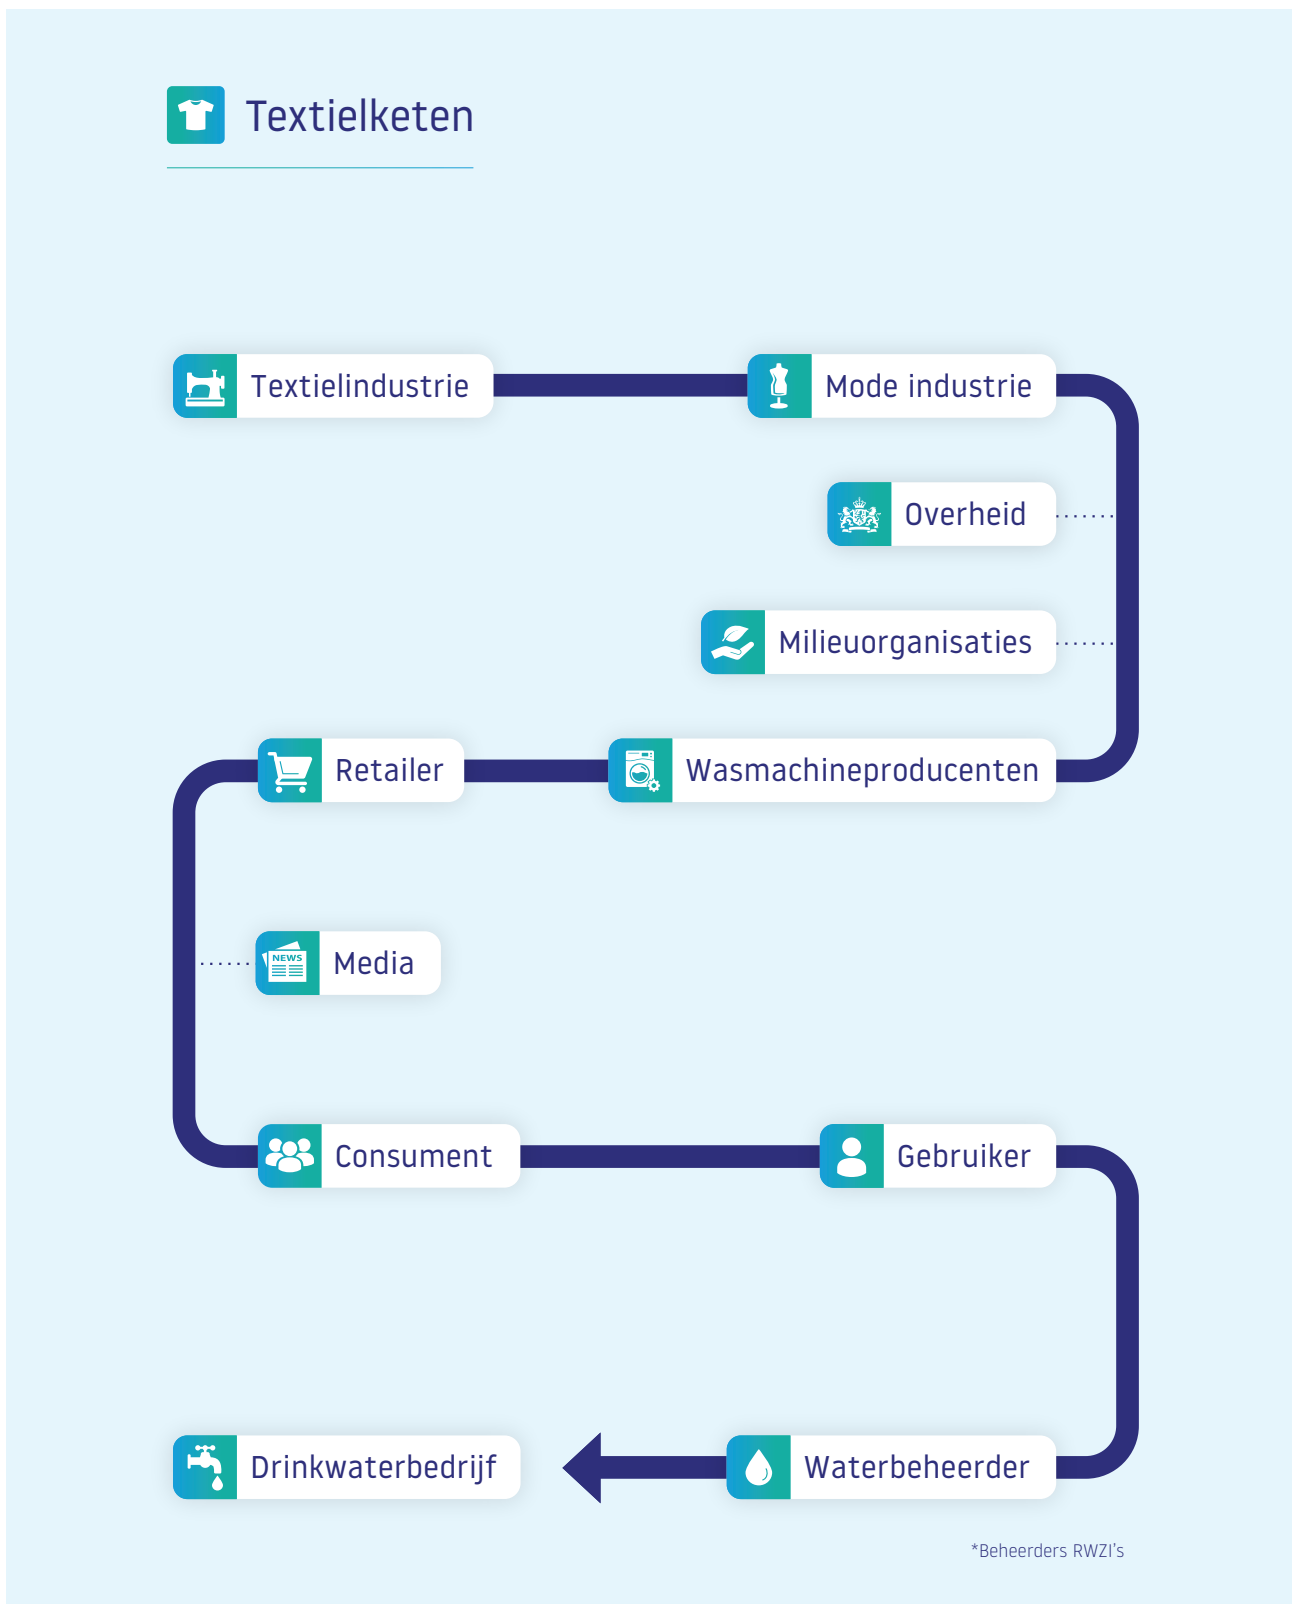 Textielketen
Textielindustrie
Mode industrie
Overheid
Milieuorganisaties
Retailer
Wasmachineproducenten
NEWS
Media
Consument
Gebruiker
Drinkwaterbedrijf
Waterbeheerder
*Beheerders RWZI's